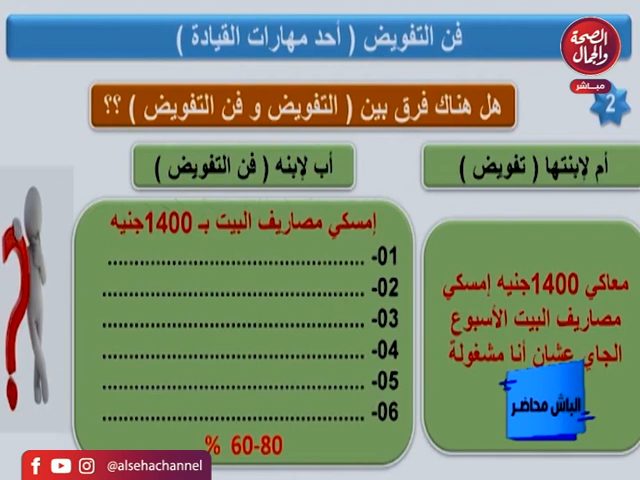 فن التفويض ( أحد مهارات القيادة )
الصحة
والجمال
مباشر
2
هل هناك فرق بين ( التفويض و فن التفويض ) ؟؟
أم لإبنتها ( تفويض )
أب لإبنه ( فن التفويض )
معاكي 1400جنيه إمسكي
مصاريف البيت الأسبوع
الجاي عشان أنا مشغولة
إمسكي مصاريف البيت بـ 1400جنيه
01- ................................................
02- ................................................
03- ................................................
04- ................................................
05- ................................................
06- ................................................
60-80 %
الباش محاضر
@alsehachannel